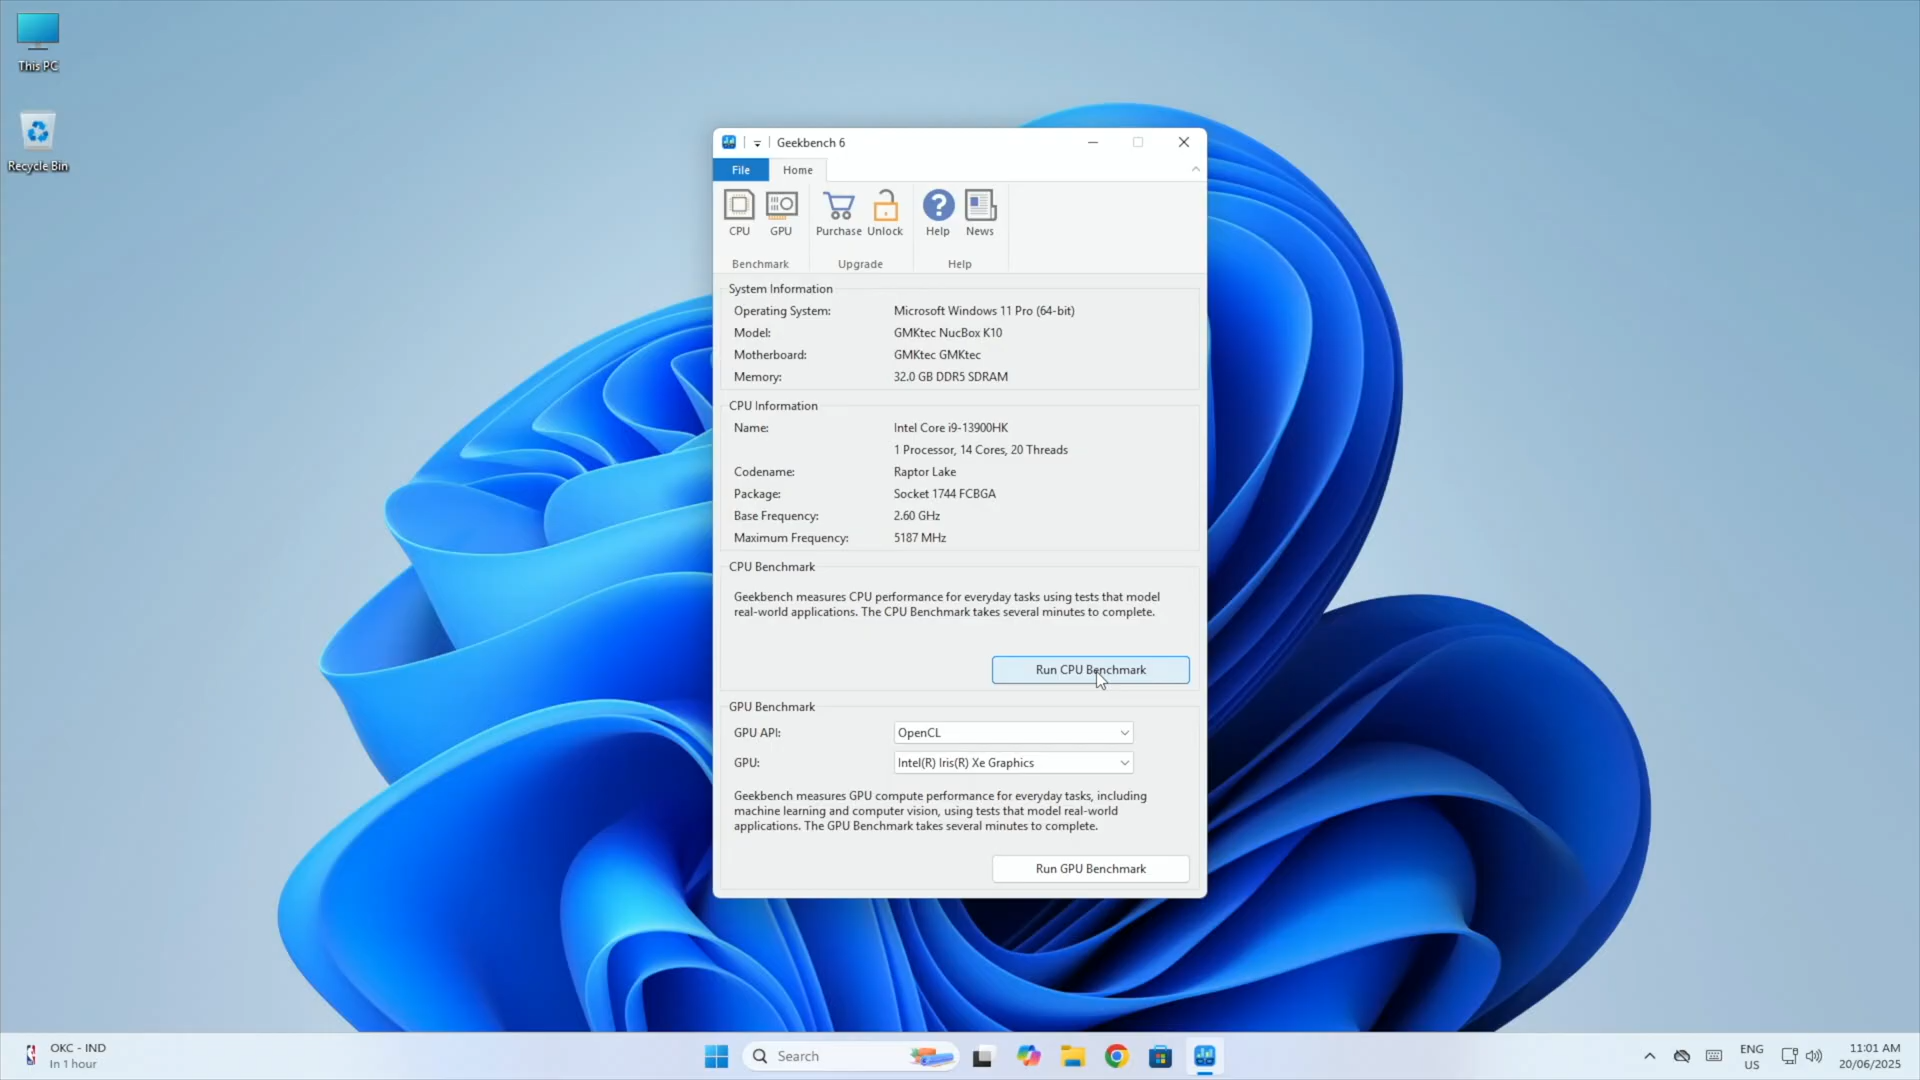 This PC
Recycle Bin
Geekbench 6
File
Home
CPU
GPU
Purchase
Unlock
Help
News
Benchmark
Upgrade
Help
System Information
Operating System: Microsoft Windows 11 Pro (64-bit)
Model: GMKtec NucBox K10
Motherboard: GMKtec GMKtec
Memory: 32.0 GB DDR5 SDRAM
CPU Information
Name: Intel Core i9-13900HK
1 Processor, 14 Cores, 20 Threads
Codename: Raptor Lake
Package: Socket 1744 FCBGA
Base Frequency: 2.60 GHz
Maximum Frequency: 5187 MHz
CPU Benchmark
Geekbench measures CPU performance for everyday tasks using tests that model
real-world applications. The CPU Benchmark takes several minutes to complete.
Run CPU Benchmark
GPU Benchmark
GPU API: OpenCL
GPU: Intel(R) Iris(R) Xe Graphics
Geekbench measures GPU compute performance for everyday tasks, including
machine learning and computer vision, using tests that model real-world
applications. The GPU Benchmark takes several minutes to complete.
Run GPU Benchmark
OKC - IND
In 1 hour
Search
ENG
US
11:01 AM
20/06/2025